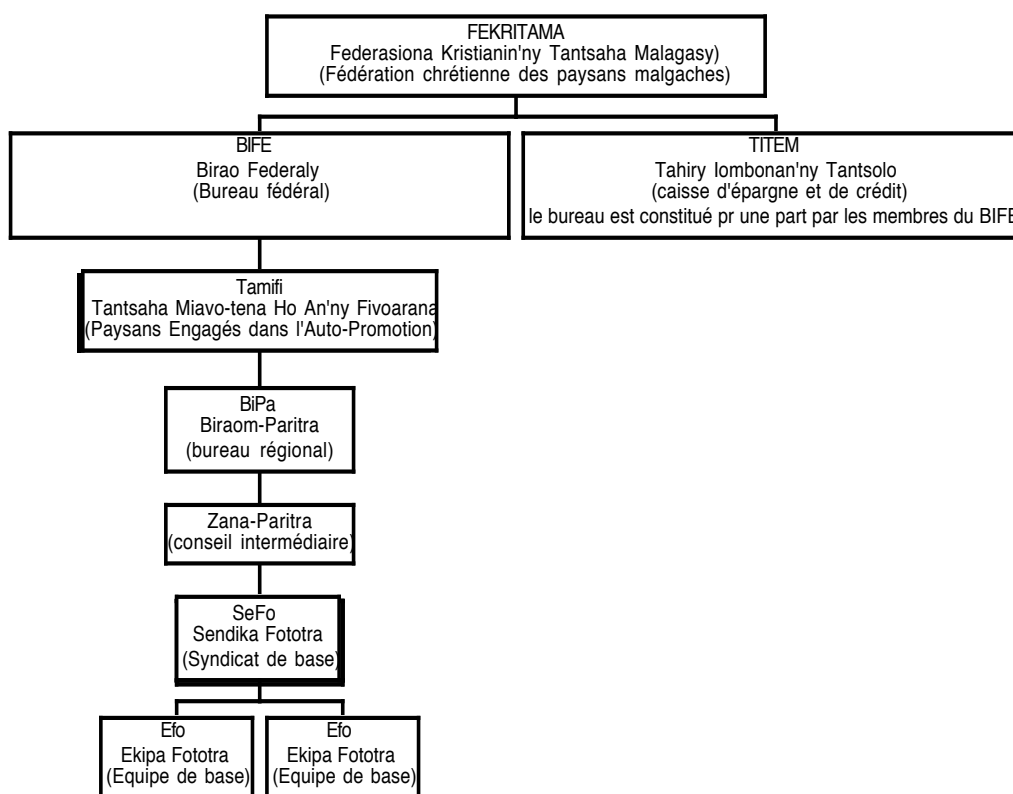 FEKRITAMA
Federasiona Kristianin'ny Tantsaha Malagasy)
(Fédération chrétienne des paysans malgaches)
BIFE
Birao Federaly
(Bureau fédéral)
TITEM
Tahiry Iombonan'ny Tantsolo
(caisse d'épargne et de crédit)
le bureau est constitué pr une part par les membres du BIFE
Tamifi
Tantsaha Miavo-tena Ho An'ny Fivoarana
(Paysans Engagés dans l'Auto-Promotion)
BiPa
Biraom-Paritra
(bureau régional)
Zana-Paritra
(conseil intermédiaire)
SeFo
Sendika Fototra
(Syndicat de base)
Efo
Ekipa Fototra
(Equipe de base)
Efo
Ekipa Fototra
(Equipe de base)